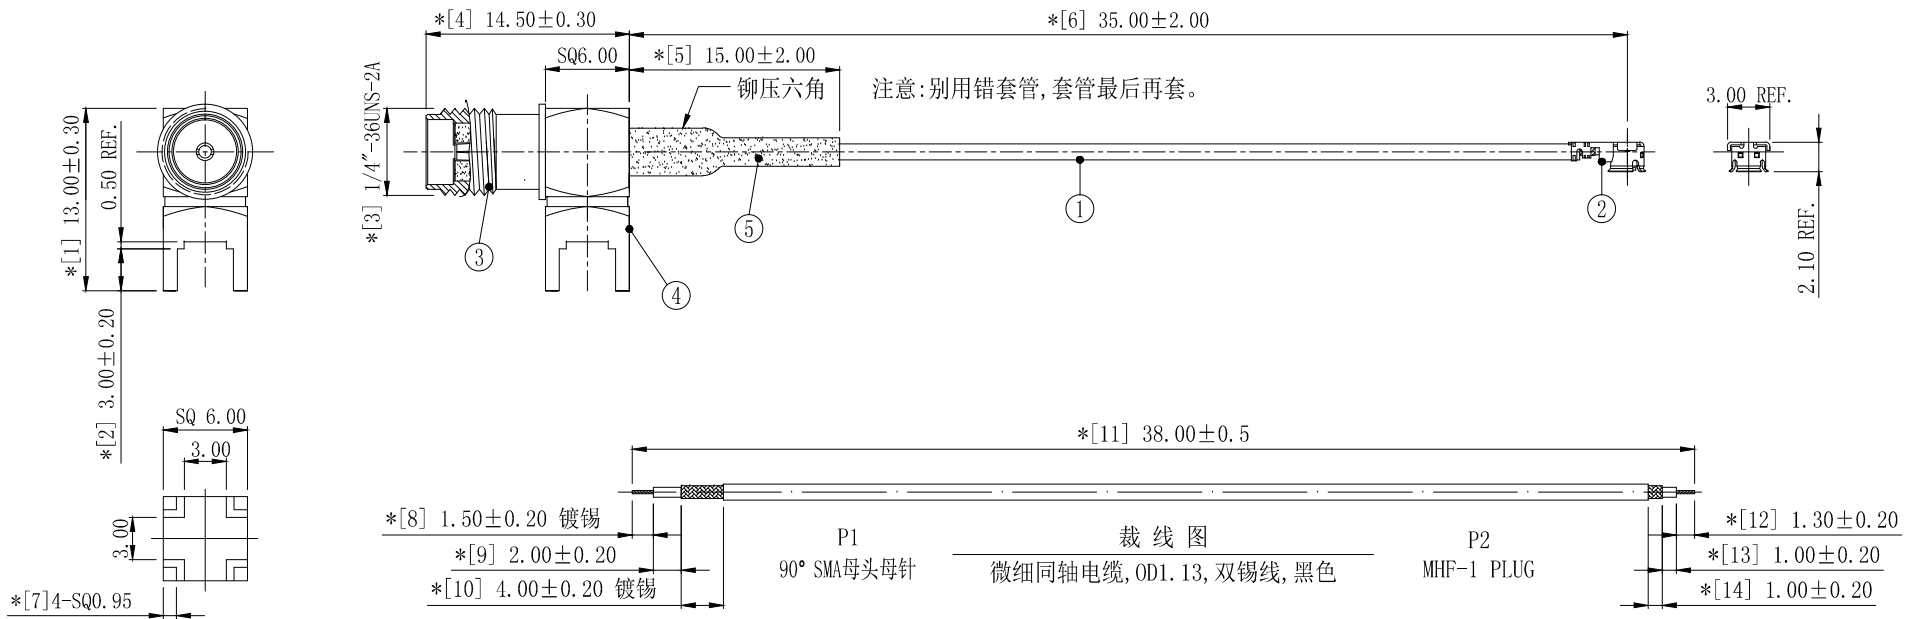 *[4] 14.50±0.30
*[6] 35.00±2.00
SQ6.00
*[5] 15.00±2.00
铆压六角
注意:别用错套管,套管最后再套。
3.00 REF.
2.10 REF.
*[1] 13.00±0.30
0.50 REF.
*[2] 3.00±0.20
*[3] 1/4"-36UNS-2A
①
②
③
④
⑤
SQ 6.00
3.00
3.00
*[7]4-SQ0.95
*[11] 38.00±0.5
*[8] 1.50±0.20 镀锡
*[9] 2.00±0.20
*[10] 4.00±0.20 镀锡
P1
90° SMA母头母针
裁 线 图
微细同轴电缆,OD1.13,双锡线,黑色
P2
MHF-1 PLUG
*[12] 1.30±0.20
*[13] 1.00±0.20
*[14] 1.00±0.20